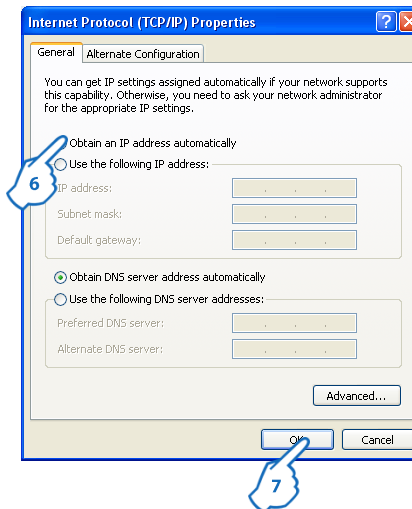 Internet Protocol (TCP/IP) Properties
General Alternate Configuration
You can get IP settings assigned automatically if your network supports
this capability. Otherwise, you need to ask your network administrator
for the appropriate IP settings.
Obtain an IP address automatically
Use the following IP address:
6
IP address:
Subnet mask:
Default gateway:
Obtain DNS server address automatically
Use the following DNS server addresses:
Preferred DNS server:
Alternate DNS server:
Advanced...
OK Cancel
7